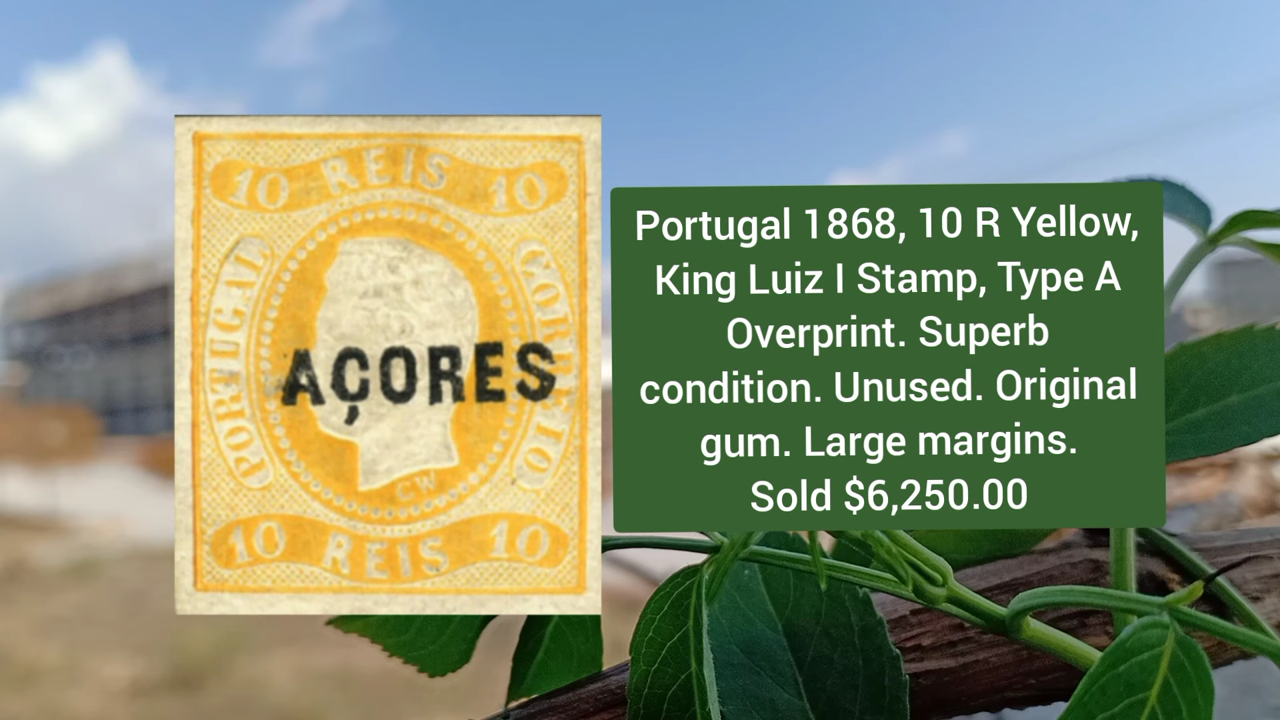 10 REIS 10
PORTUGAL
CORREIO
AÇORES
CW
10 REIS 10
Portugal 1868, 10 R Yellow,
King Luiz I Stamp, Type A
Overprint. Superb
condition. Unused. Original
gum. Large margins.
Sold $6,250.00